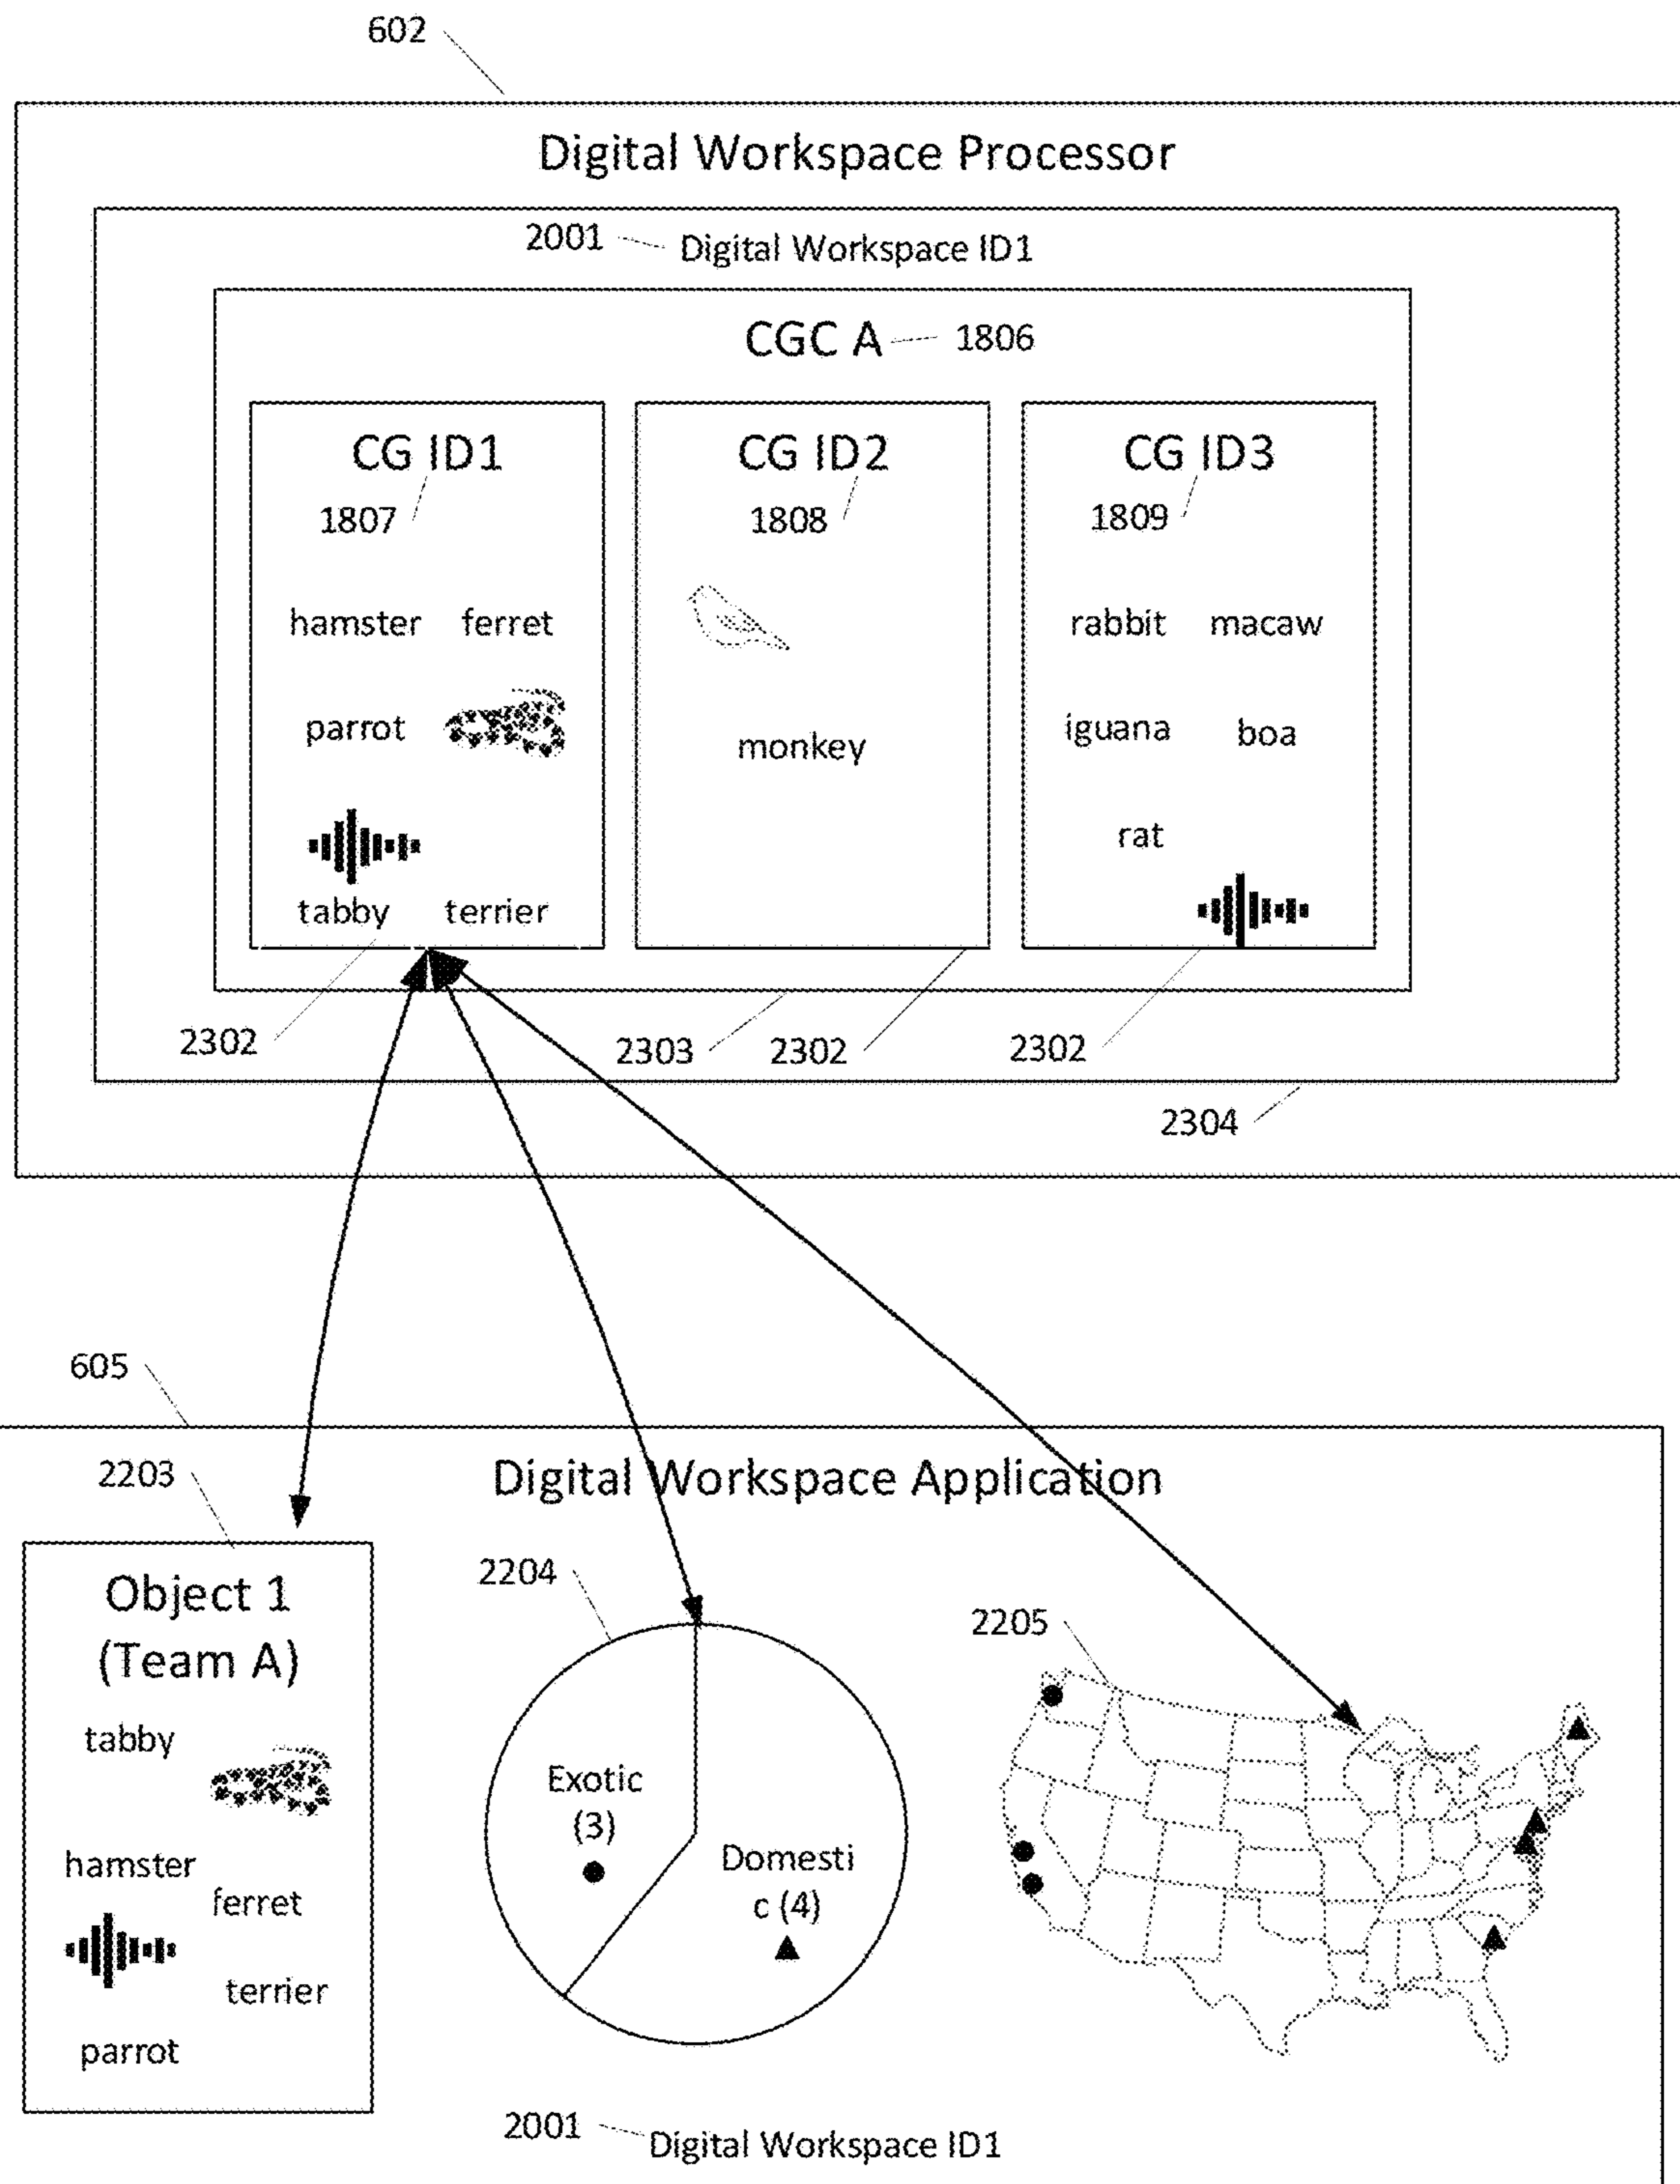 602
Digital Workspace Processor
2001 Digital Workspace ID1
CGC A 1806
CG ID1 CG ID2 CG ID3
1807 1808 1809
hamster ferret rabbit macaw
parrot monkey iguana boa
rat
tabby terrier
2302 2303 2302 2302
2304
605
2203 Digital Workspace Application
2204
Object 1
(Team A)
2205
tabby
Exotic
(3)
hamster
Domesti
c (4)
ferret
terrier
parrot
2001 Digital Workspace ID1